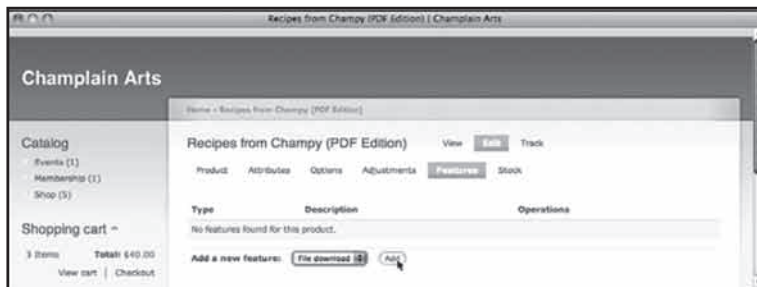 Recipes from Champy (PDF Edition) | Champlain Arts
Champlain Arts
Home » Recipes from Champy (PDF Edition)
Catalog
Events (1)
Membership (1)
Shop (5)
Shopping cart
3 Items Total: $40.00
View cart | Checkout
Recipes from Champy (PDF Edition) View Edit Track
Product Attributes Options Adjustments Features Stock
Type Description Operations
No features found for this product.
Add a new feature: File download Add